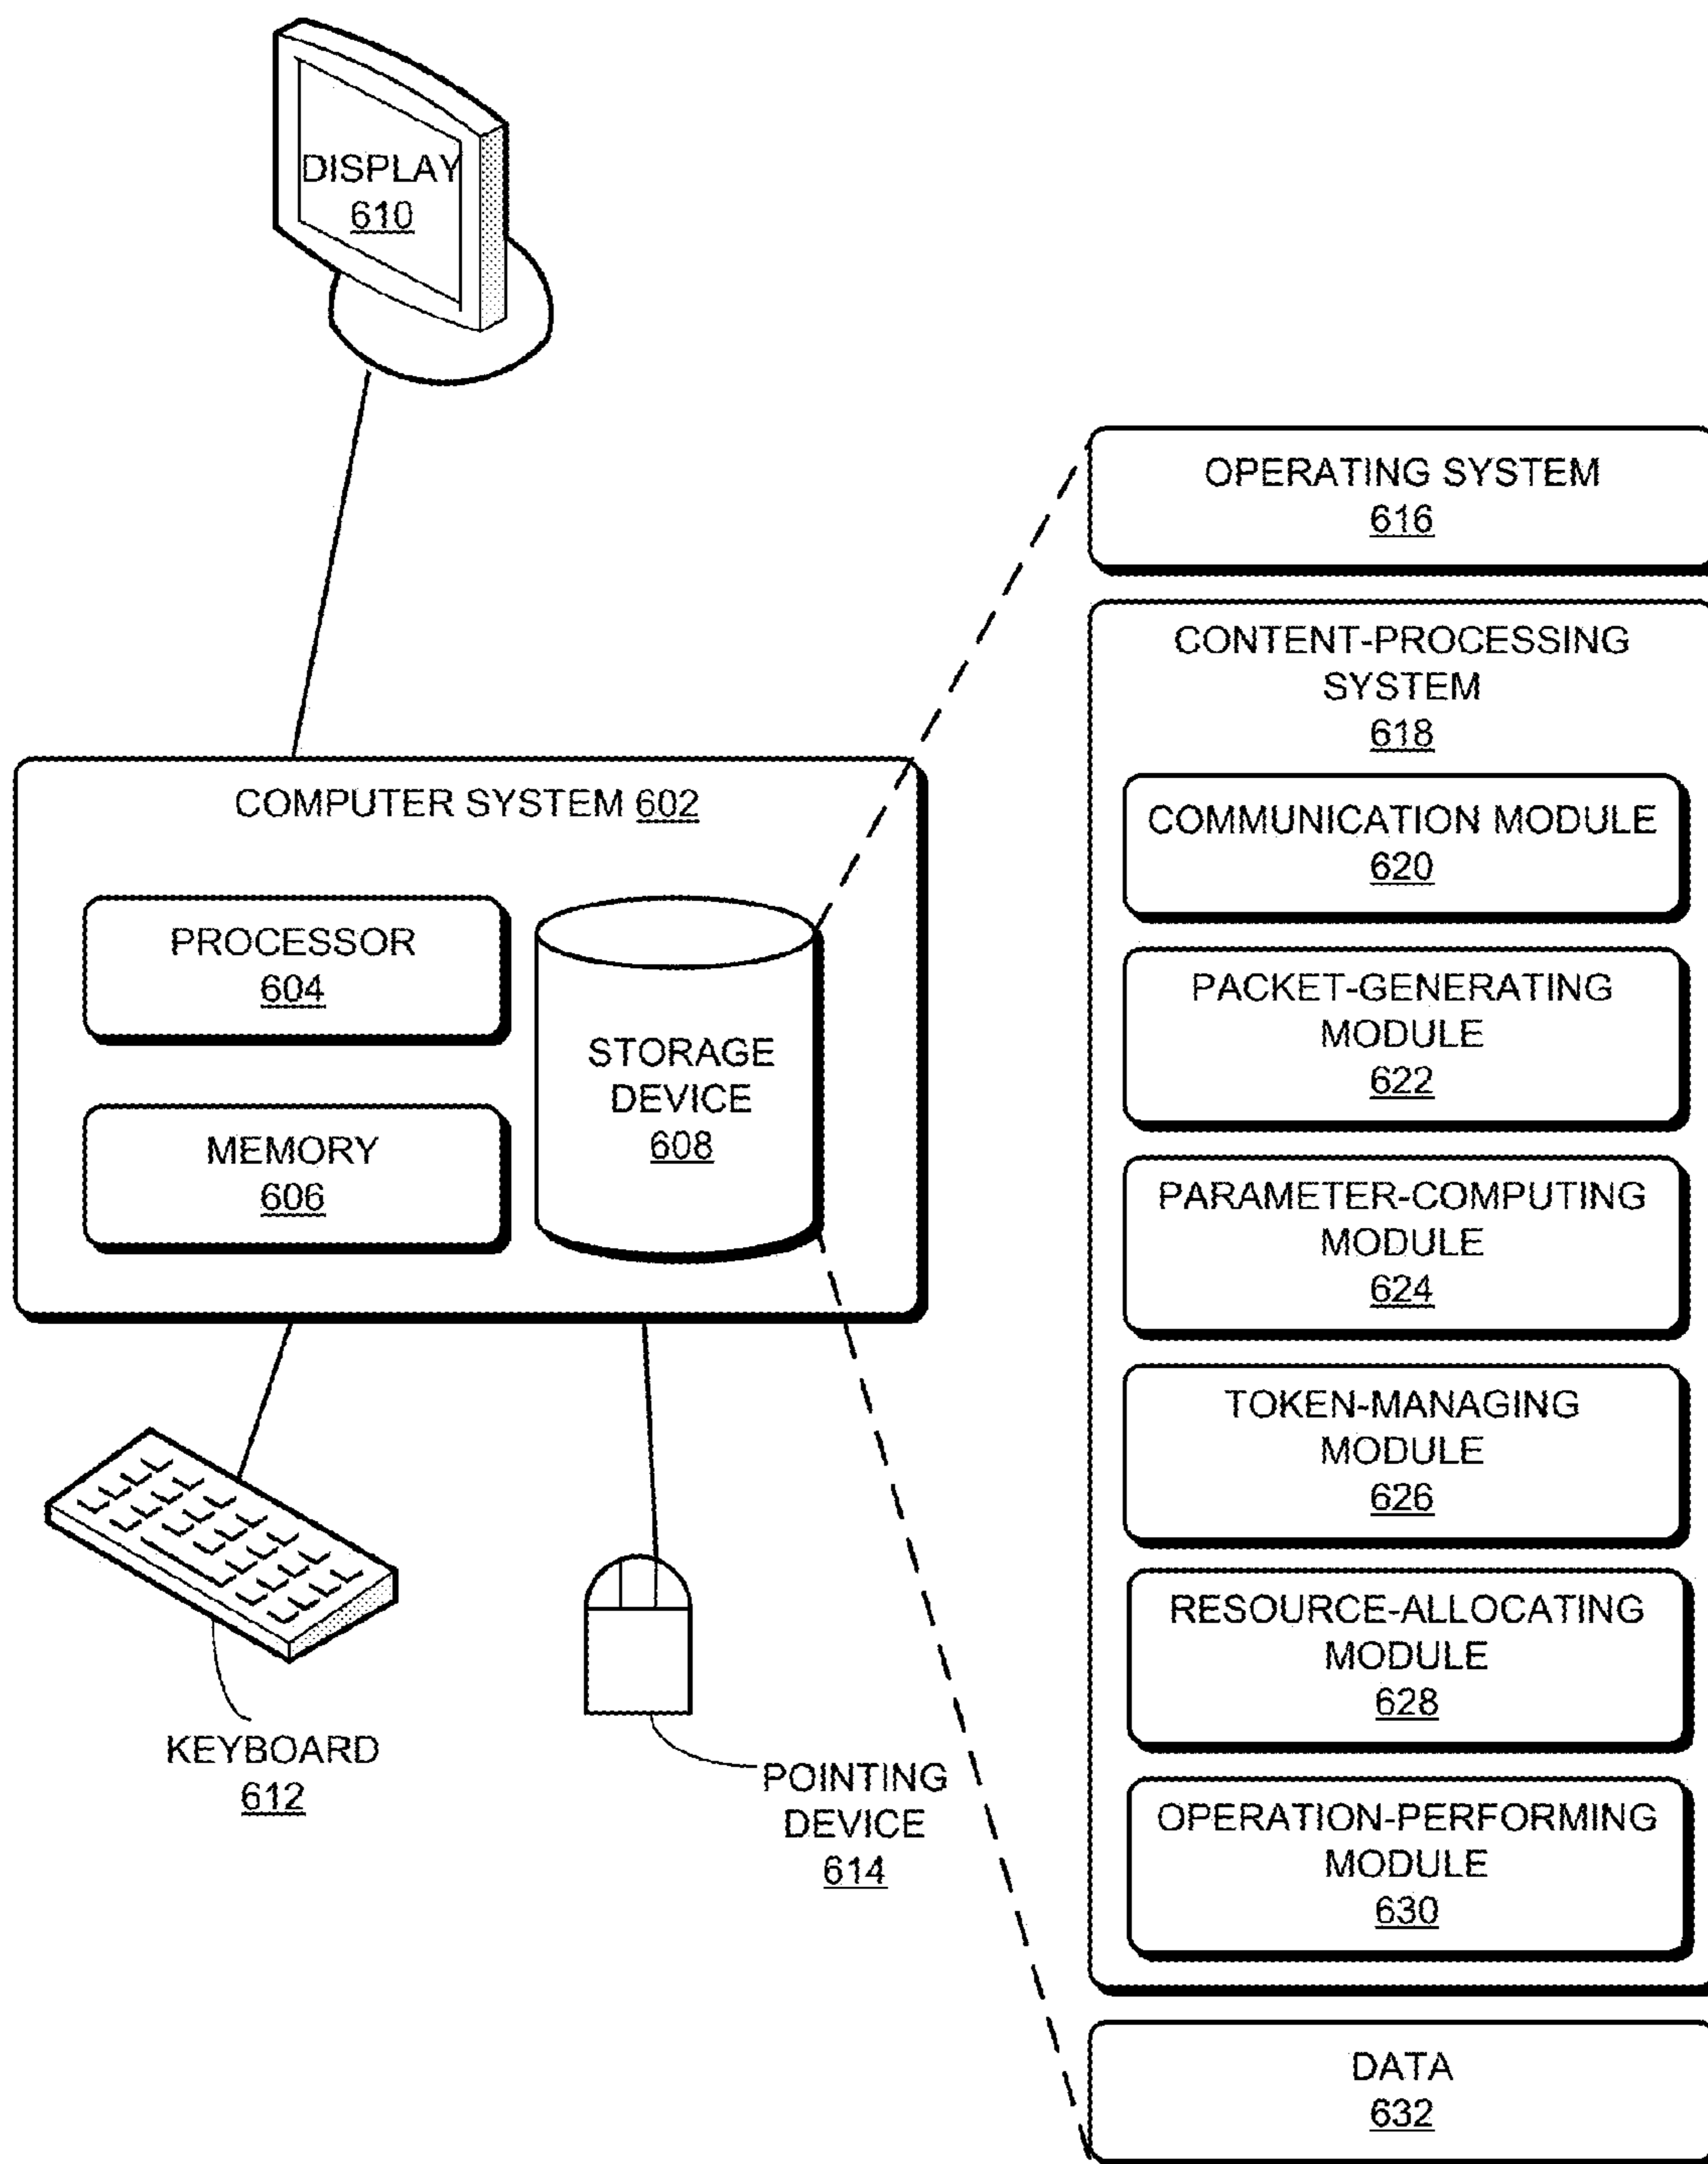 DISPLAY
610
COMPUTER SYSTEM 602
PROCESSOR
604
MEMORY
606
STORAGE
DEVICE
608
KEYBOARD
612
POINTING
DEVICE
614
OPERATING SYSTEM
616
CONTENT-PROCESSING
SYSTEM
618
COMMUNICATION MODULE
620
PACKET-GENERATING
MODULE
622
PARAMETER-COMPUTING
MODULE
624
TOKEN-MANAGING
MODULE
626
RESOURCE-ALLOCATING
MODULE
628
OPERATION-PERFORMING
MODULE
630
DATA
632